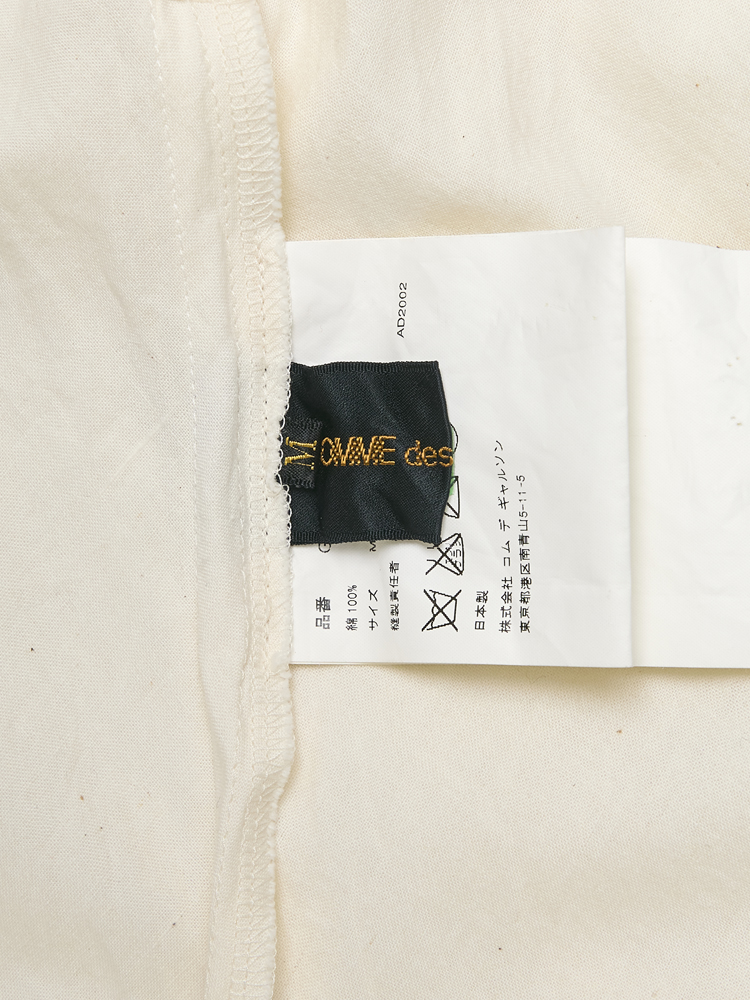 M
OMME des
AD2002
品番
綿 100%
サイズ
縫製責任者
日本製
株式会社 コム デ ギャルソン
東京都港区南青山5-11-5